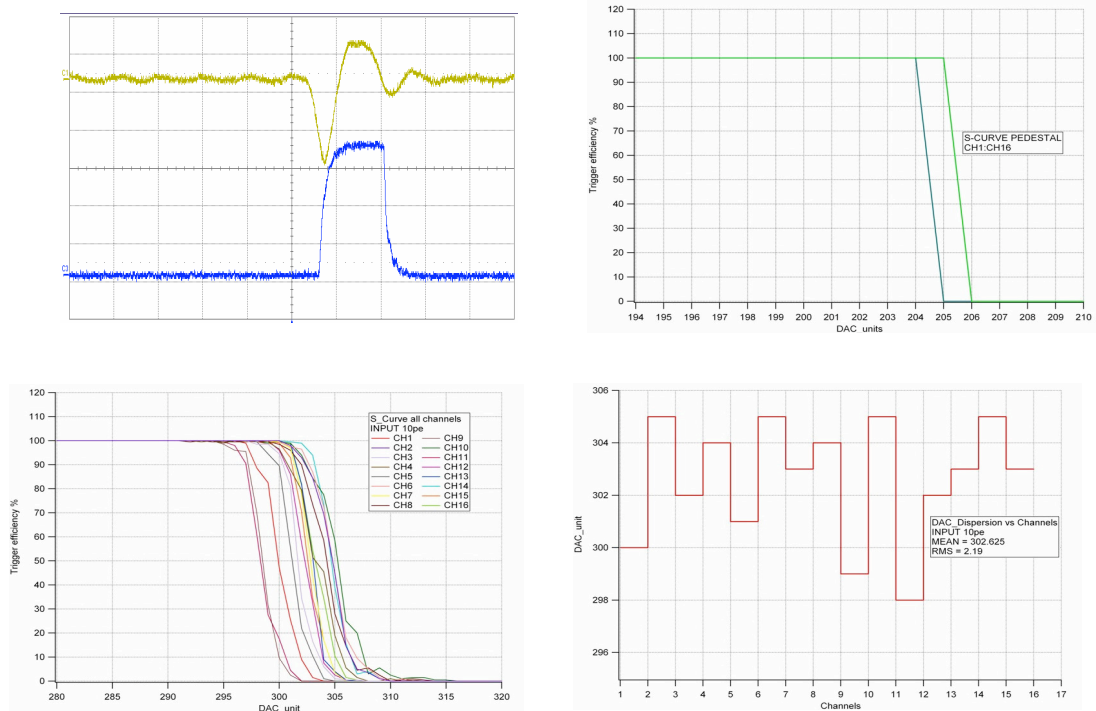 C1
C3
120
110
100
90
80
70
60
50
40
30
20
10
0
Trigger efficiency %
S-CURVE PEDESTAL
CH1:CH16
194 195 196 197 198 199 200 201 202 203 204 205 206 207 208 209 210
DAC_units
120
110
100
90
80
70
60
50
40
30
20
10
0
Trigger efficiency %
S_Curve all channels
INPUT 10pe
CH1 CH9
CH2 CH10
CH3 CH11
CH4 CH12
CH5 CH13
CH6 CH14
CH7 CH15
CH8 CH16
280 285 290 295 300 305 310 315 320
DAC_unit
306
304
302
300
298
296
DAC_unit
DAC_Dispersion vs Channels
INPUT 10pe
MEAN = 302.625
RMS = 2.19
1 2 3 4 5 6 7 8 9 10 11 12 13 14 15 16 17
Channels